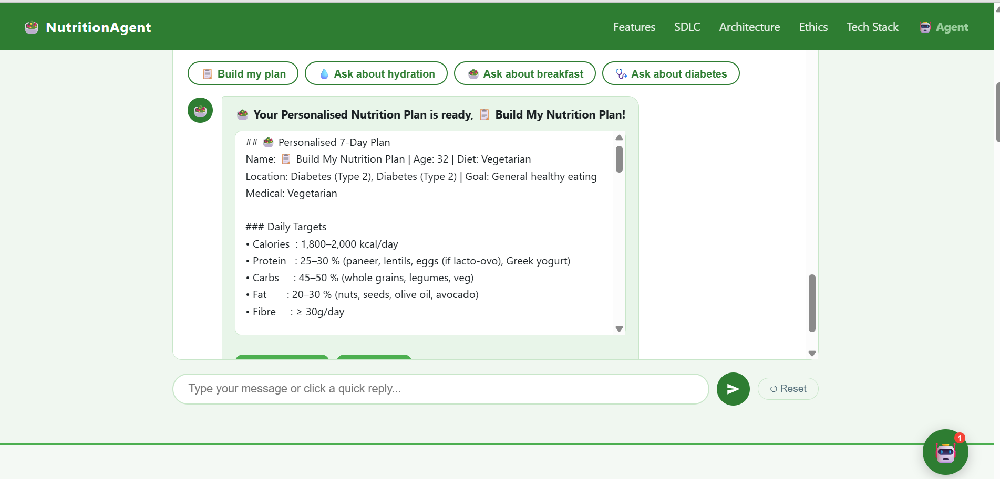 NutritionAgent
Features SDLC Architecture Ethics Tech Stack Agent
Build my plan
Ask about hydration
Ask about breakfast
Ask about diabetes
Your Personalised Nutrition Plan is ready, 📋 Build My Nutrition Plan!
## 🥗 Personalised 7-Day Plan
Name: 📋 Build My Nutrition Plan | Age: 32 | Diet: Vegetarian
Location: Diabetes (Type 2), Diabetes (Type 2) | Goal: General healthy eating
Medical: Vegetarian
### Daily Targets
• Calories : 1,800–2,000 kcal/day
• Protein : 25–30 % (paneer, lentils, eggs (if lacto-ovo), Greek yogurt)
• Carbs : 45–50 % (whole grains, legumes, veg)
• Fat : 20–30 % (nuts, seeds, olive oil, avocado)
• Fibre : ≥ 30g/day
Type your message or click a quick reply...
↺ Reset
1